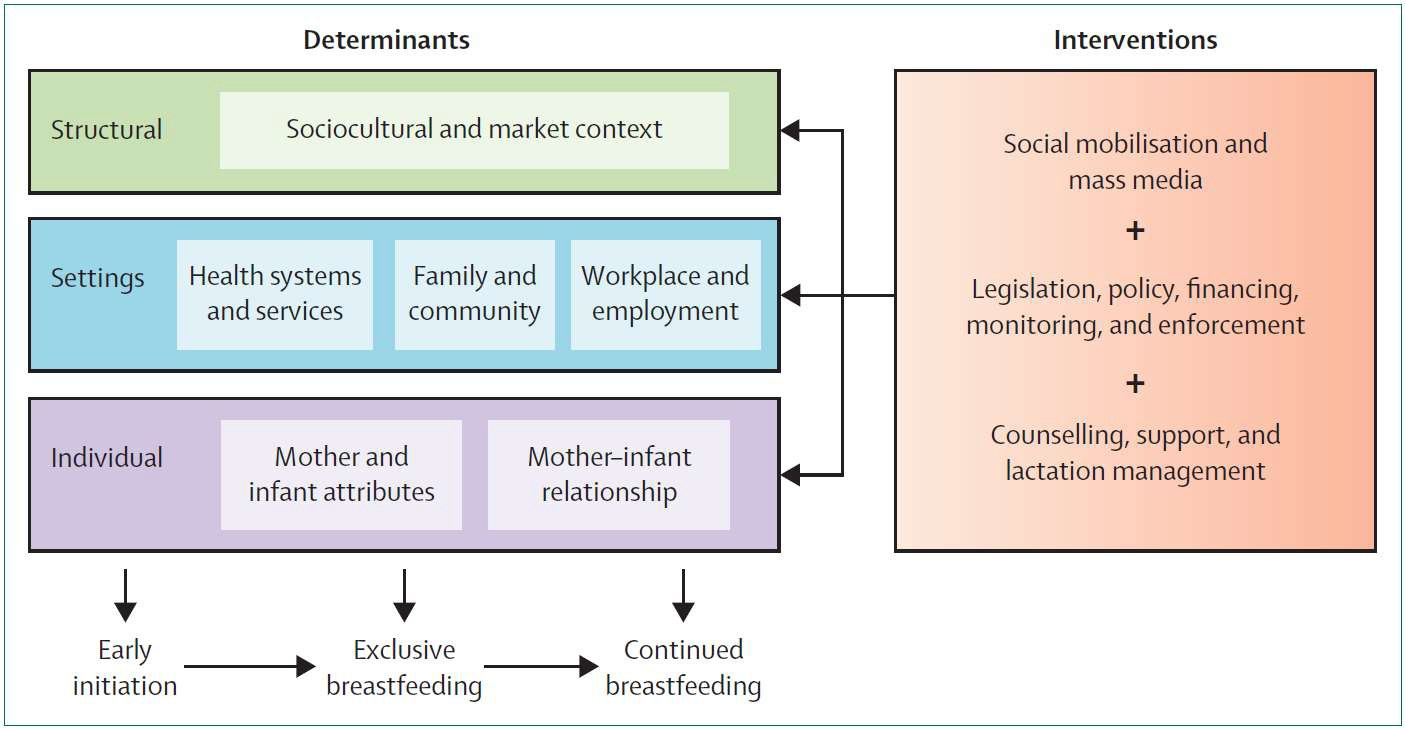 Determinants
Structural
Sociocultural and market context
Settings
Health systems
and services
Family and
community
Workplace and
employment
Individual
Mother and
infant attributes
Mother–infant
relationship
Early
initiation
Exclusive
breastfeeding
Continued
breastfeeding
Interventions
Social mobilisation and
mass media
+
Legislation, policy, financing,
monitoring, and enforcement
+
Counselling, support, and
lactation management